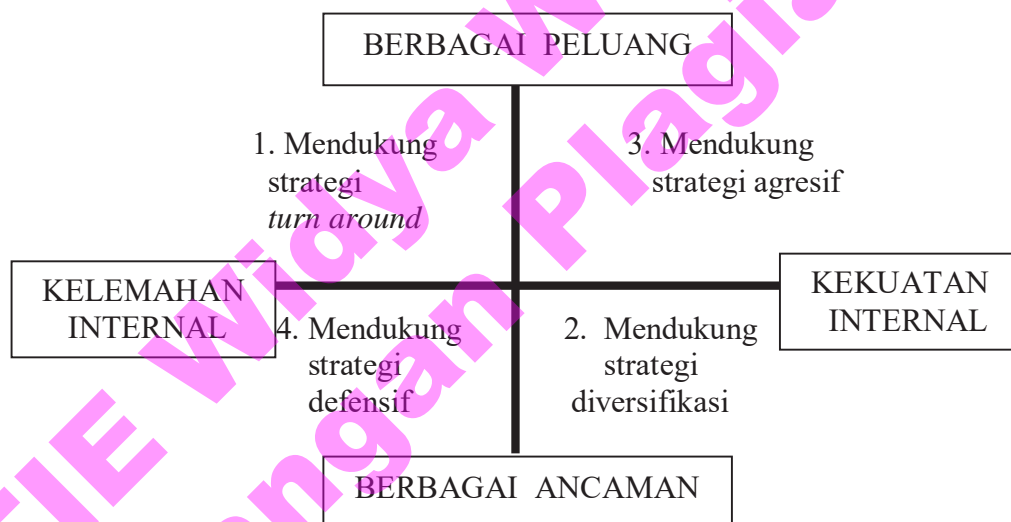 BERBAGAI PELUANG
1. Mendukung
strategi
turn around
3. Mendukung
strategi agresif
KELEMAHAN
INTERNAL
KEKUATAN
INTERNAL
4. Mendukung
strategi
defensif
2. Mendukung
strategi
diversifikasi
BERBAGAI ANCAMAN
Widya